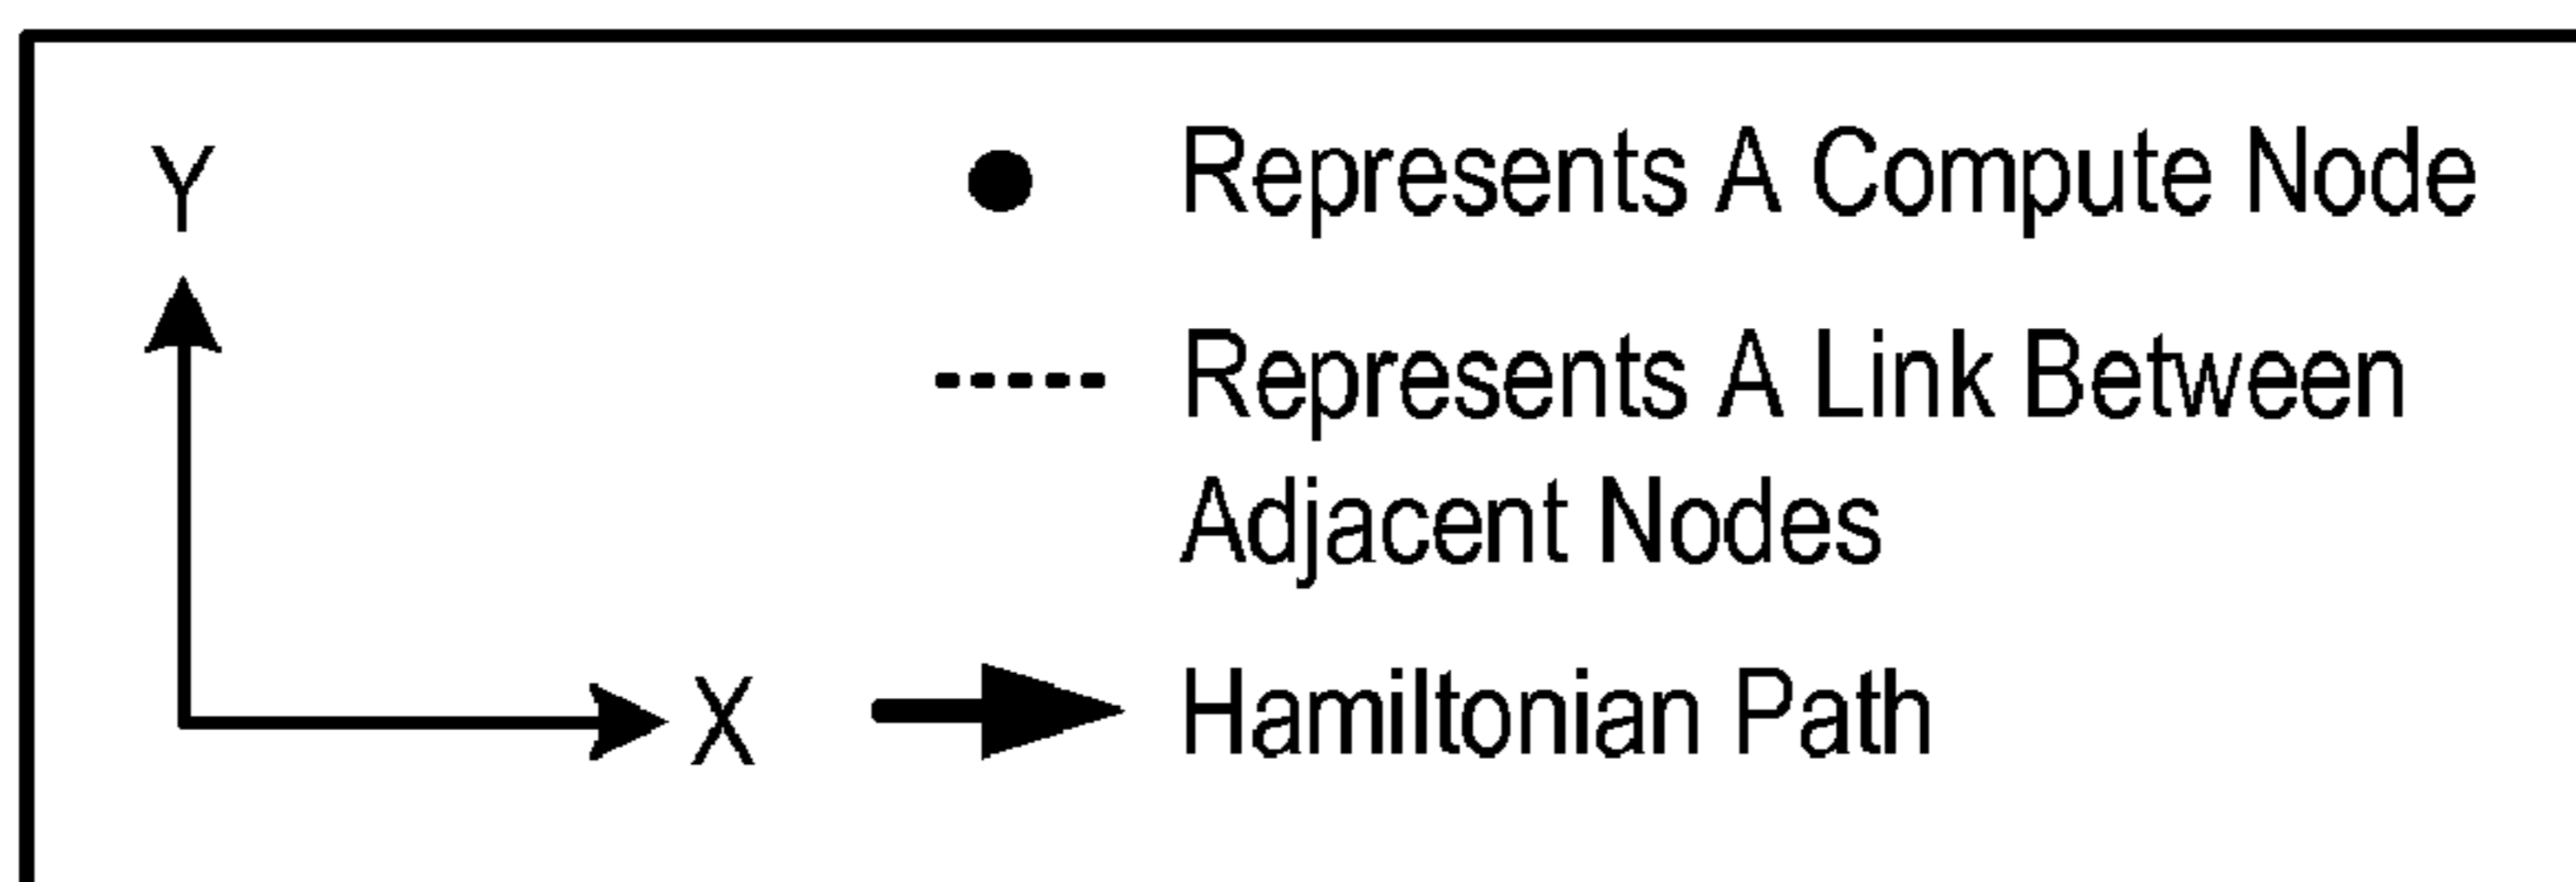 Y
Represents A Compute Node
Represents A Link Between
Adjacent Nodes
X
Hamiltonian Path